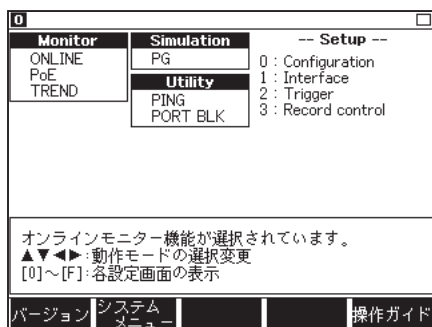 0
Monitor
ONLINE
PoE
TREND
Simulation
PG
Utility
PING
PORT BLK
-- Setup --
0 : Configuration
1 : Interface
2 : Trigger
3 : Record control
オンラインモニター機能が選択されています。
▲▼◀▶:動作モードの選択変更
[0]～[F]:各設定画面の表示
バージョン
システム
メニュー
操作ガイド